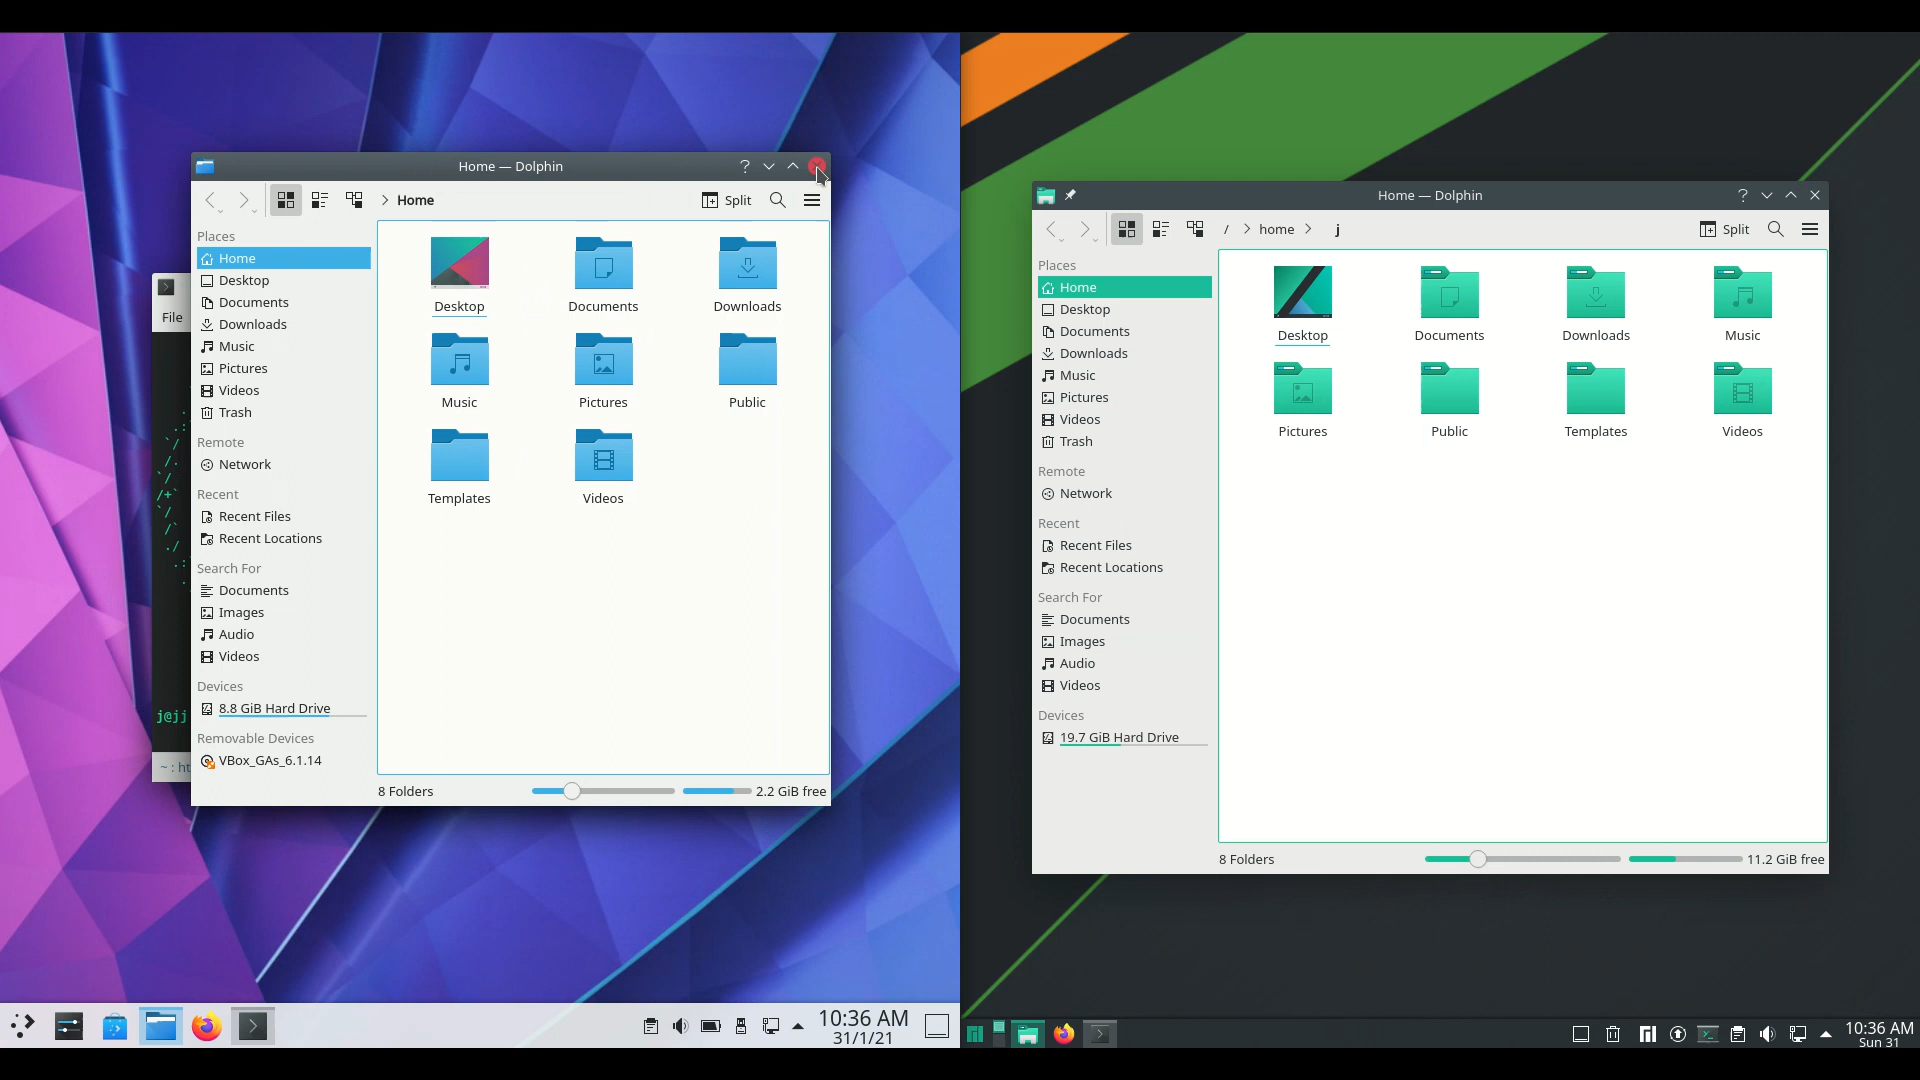 Home — Dolphin
Home
Split
File
Places
Home
Desktop
Documents
Downloads
Music
Pictures
Videos
Trash
Remote
Network
Recent
Recent Files
Recent Locations
Search For
Documents
Images
Audio
Videos
Devices
8.8 GiB Hard Drive
Removable Devices
VBox_GAs_6.1.14
Desktop
Documents
Downloads
Music
Pictures
Public
Templates
Videos
8 Folders
2.2 GiB free
j@jj
~ : ht
10:36 AM
31/1/21
Home — Dolphin
/ > home > j
Split
Places
Home
Desktop
Documents
Downloads
Music
Pictures
Videos
Trash
Remote
Network
Recent
Recent Files
Recent Locations
Search For
Documents
Images
Audio
Videos
Devices
19.7 GiB Hard Drive
Desktop
Documents
Downloads
Music
Pictures
Public
Templates
Videos
8 Folders
11.2 GiB free
10:36 AM
Sun 31